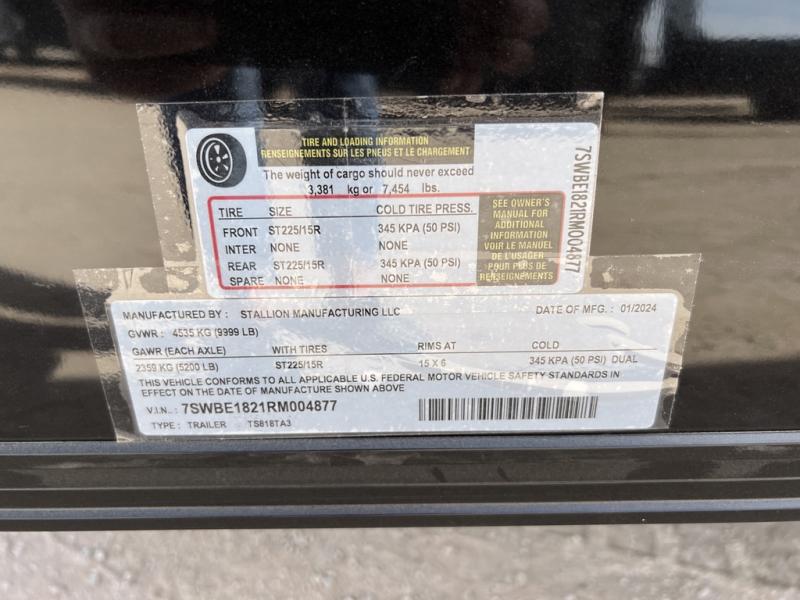 TIRE AND LOADING INFORMATION
RENSEIGNEMENTS SUR LES PNEUS ET LE CHARGEMENT
The weight of cargo should never exceed
3,381 kg or 7,454 lbs.
TIRE SIZE COLD TIRE PRESS.
FRONT ST225/15R 345 KPA (50 PSI)
INTER NONE NONE
REAR ST225/15R 345 KPA (50 PSI)
SPARE NONE NONE
SEE OWNER'S
MANUAL FOR
ADDITIONAL
INFORMATION
VOIR LE MANUEL
DE L'USAGER
POUR PLUS DE
RENSEIGNEMENTS
7SWBE1821RM004877
MANUFACTURED BY : STALLION MANUFACTURING LLC DATE OF MFG. : 01/2024
GVWR : 4535 KG (9999 LB)
GAWR (EACH AXLE) WITH TIRES RIMS AT COLD
2359 KG (5200 LB) ST225/15R 15 X 6 345 KPA (50 PSI) DUAL
THIS VEHICLE CONFORMS TO ALL APPLICABLE U.S. FEDERAL MOTOR VEHICLE SAFETY STANDARDS IN
EFFECT ON THE DATE OF MANUFACTURE SHOWN ABOVE
V.I.N. : 7SWBE1821RM004877
TYPE : TRAILER TS818TA3